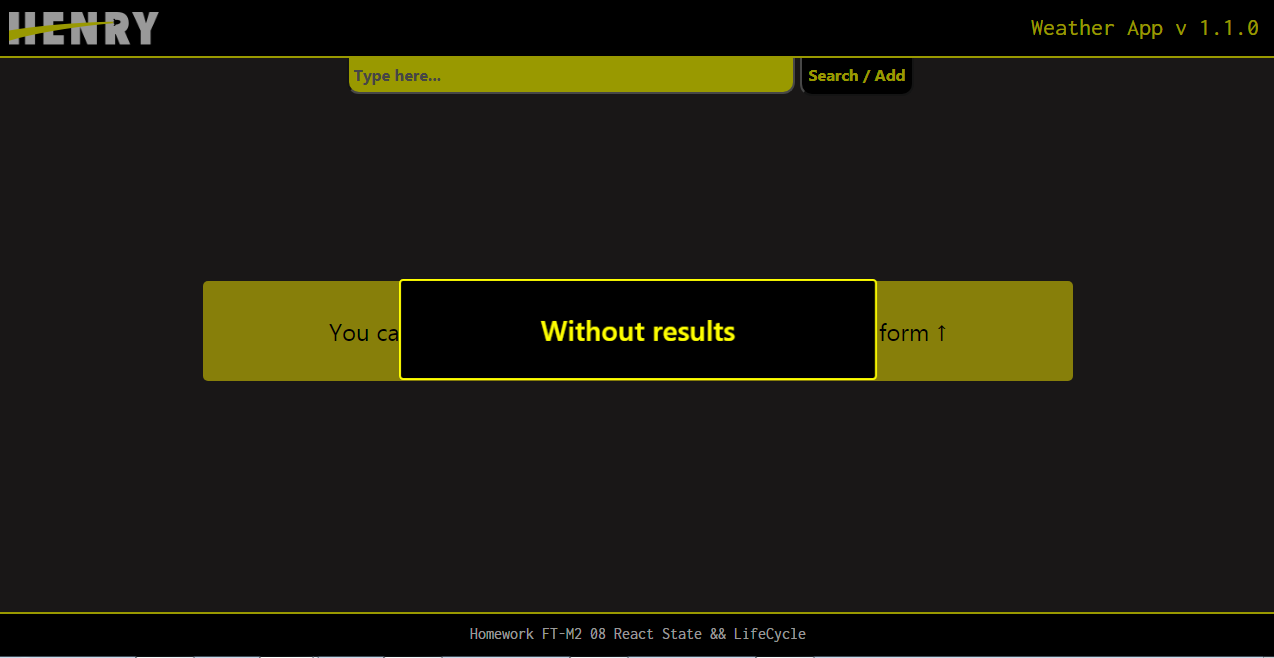 HENRY
Weather App v 1.1.0
Type here...
Search / Add
You ca
Without results
form ↑
Homework FT-M2 08 React State && LifeCycle